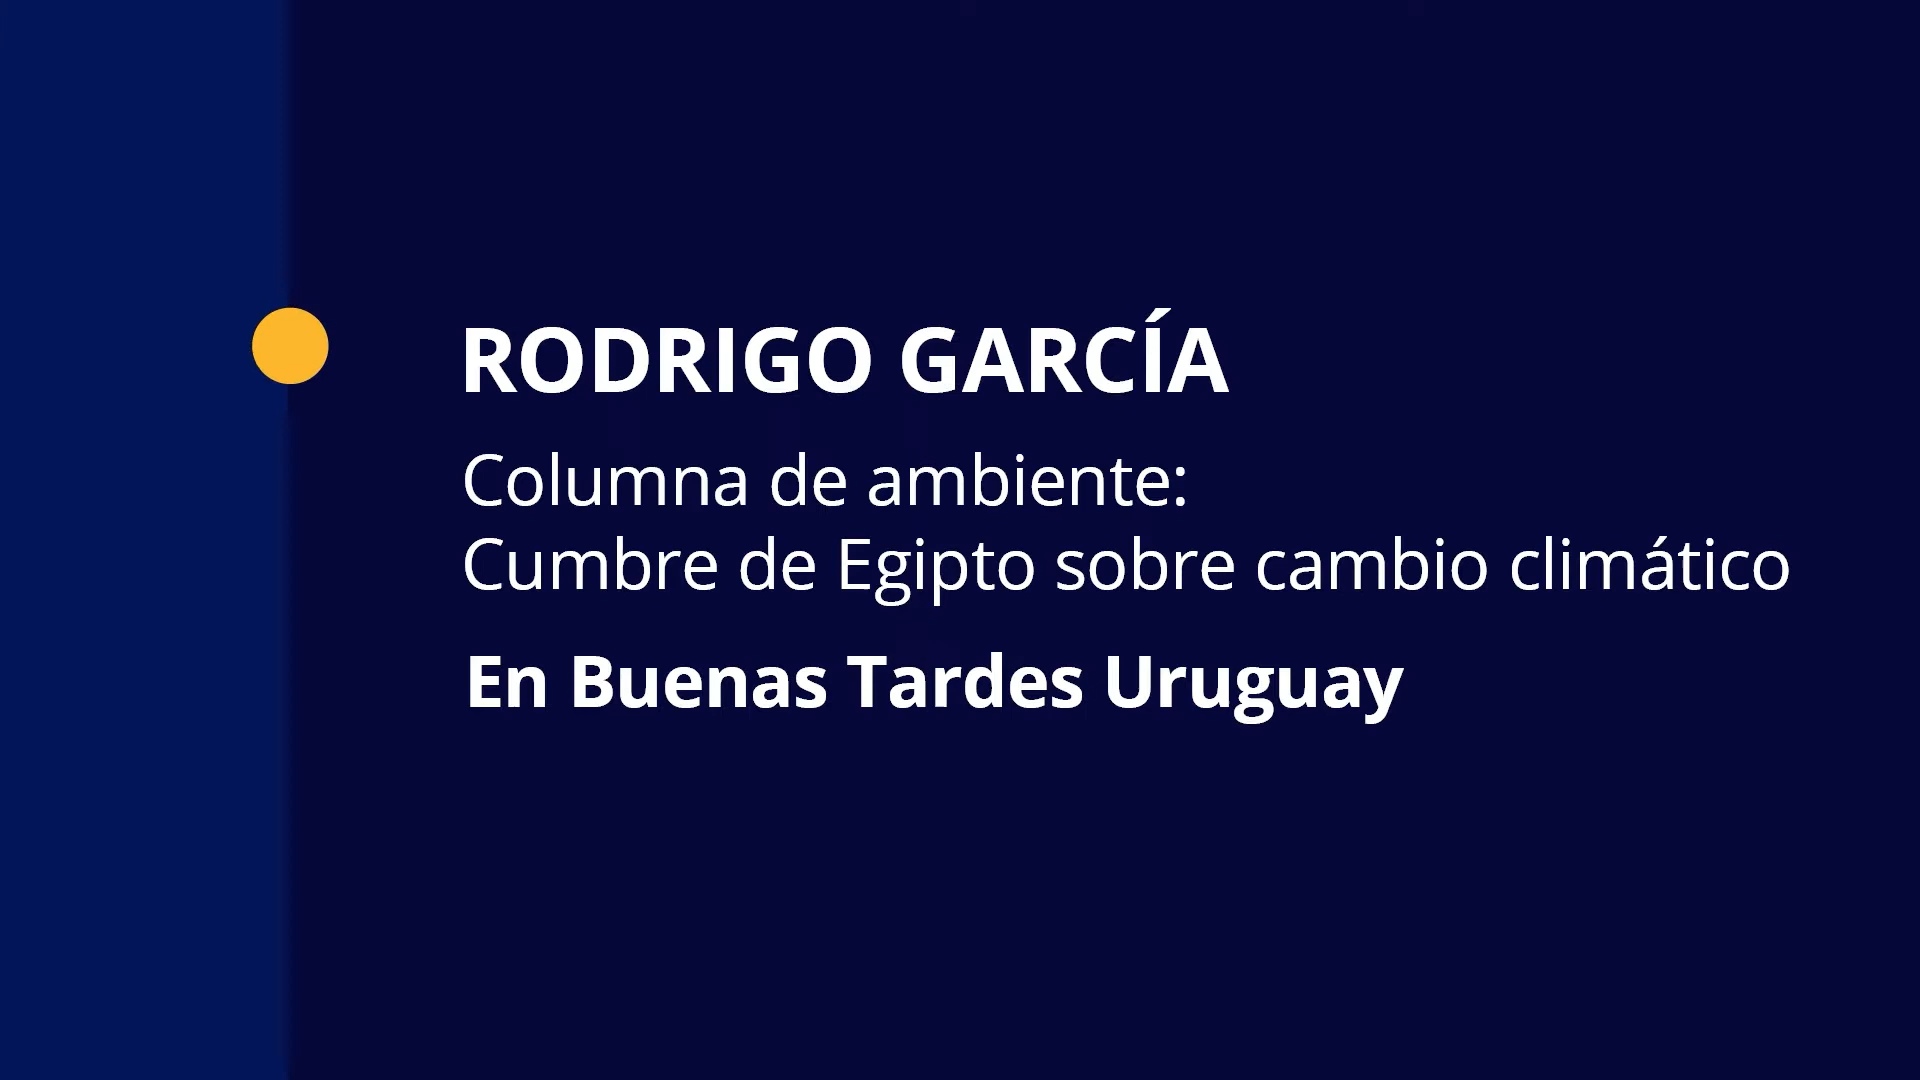 RODRIGO GARCÍA
Columna de ambiente:
Cumbre de Egipto sobre cambio climático
En Buenas Tardes Uruguay